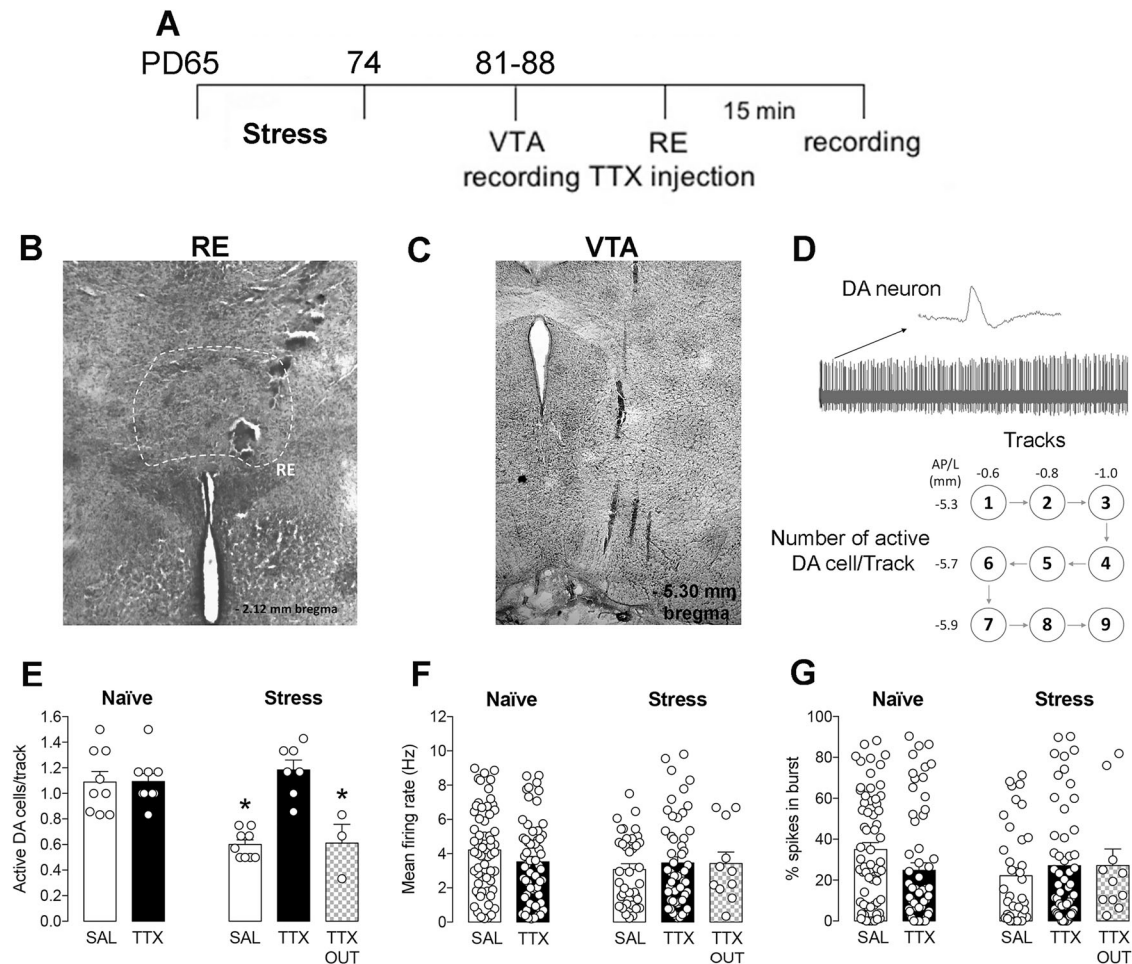 A
PD65 74 81-88
Stress
15 min
VTA
recording
RE
TTX injection
recording
B
RE
RE
- 2.12 mm bregma
C
VTA
- 5.30 mm
bregma
D
DA neuron
Tracks
AP/L
(mm)
-0.6 -0.8 -1.0
-5.3 1 2 3
Number of active
DA cell/Track
-5.7 6 5 4
-5.9 7 8 9
E
Naïve Stress
Active DA cells/track
1.6
1.4
1.2
1.0
0.8
0.6
0.4
0.2
0.0
* *
SAL TTX SAL TTX TTX
OUT
F
Naïve Stress
Mean firing rate (Hz)
12
10
8
6
4
2
0
SAL TTX SAL TTX TTX
OUT
G
Naïve Stress
% spikes in burst
100
80
60
40
20
0
SAL TTX SAL TTX TTX
OUT